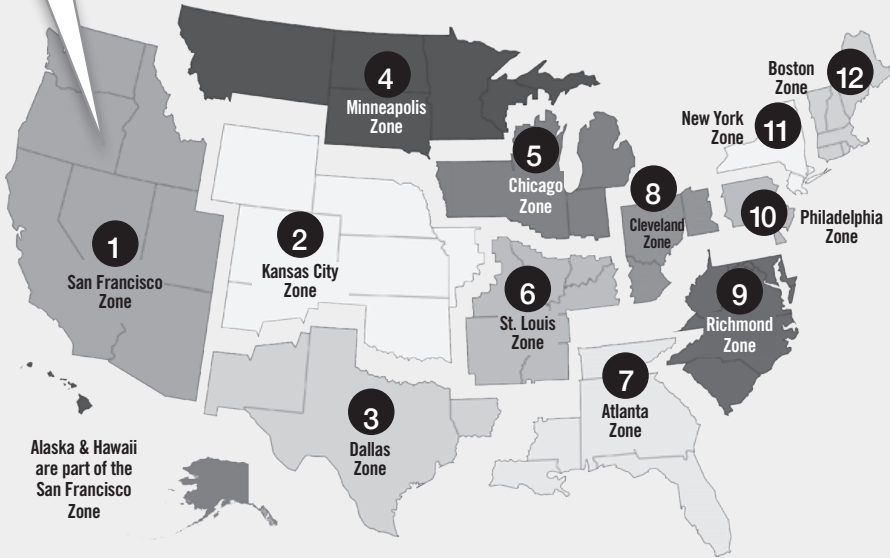 4
Minneapolis
Zone
Boston
Zone
12
New York
Zone
11
5
Chicago
Zone
8
Cleveland
Zone
10
Philadelphia
Zone
1
San Francisco
Zone
2
Kansas City
Zone
6
St. Louis
Zone
9
Richmond
Zone
7
Atlanta
Zone
3
Dallas
Zone
Alaska & Hawaii
are part of the
San Francisco
Zone